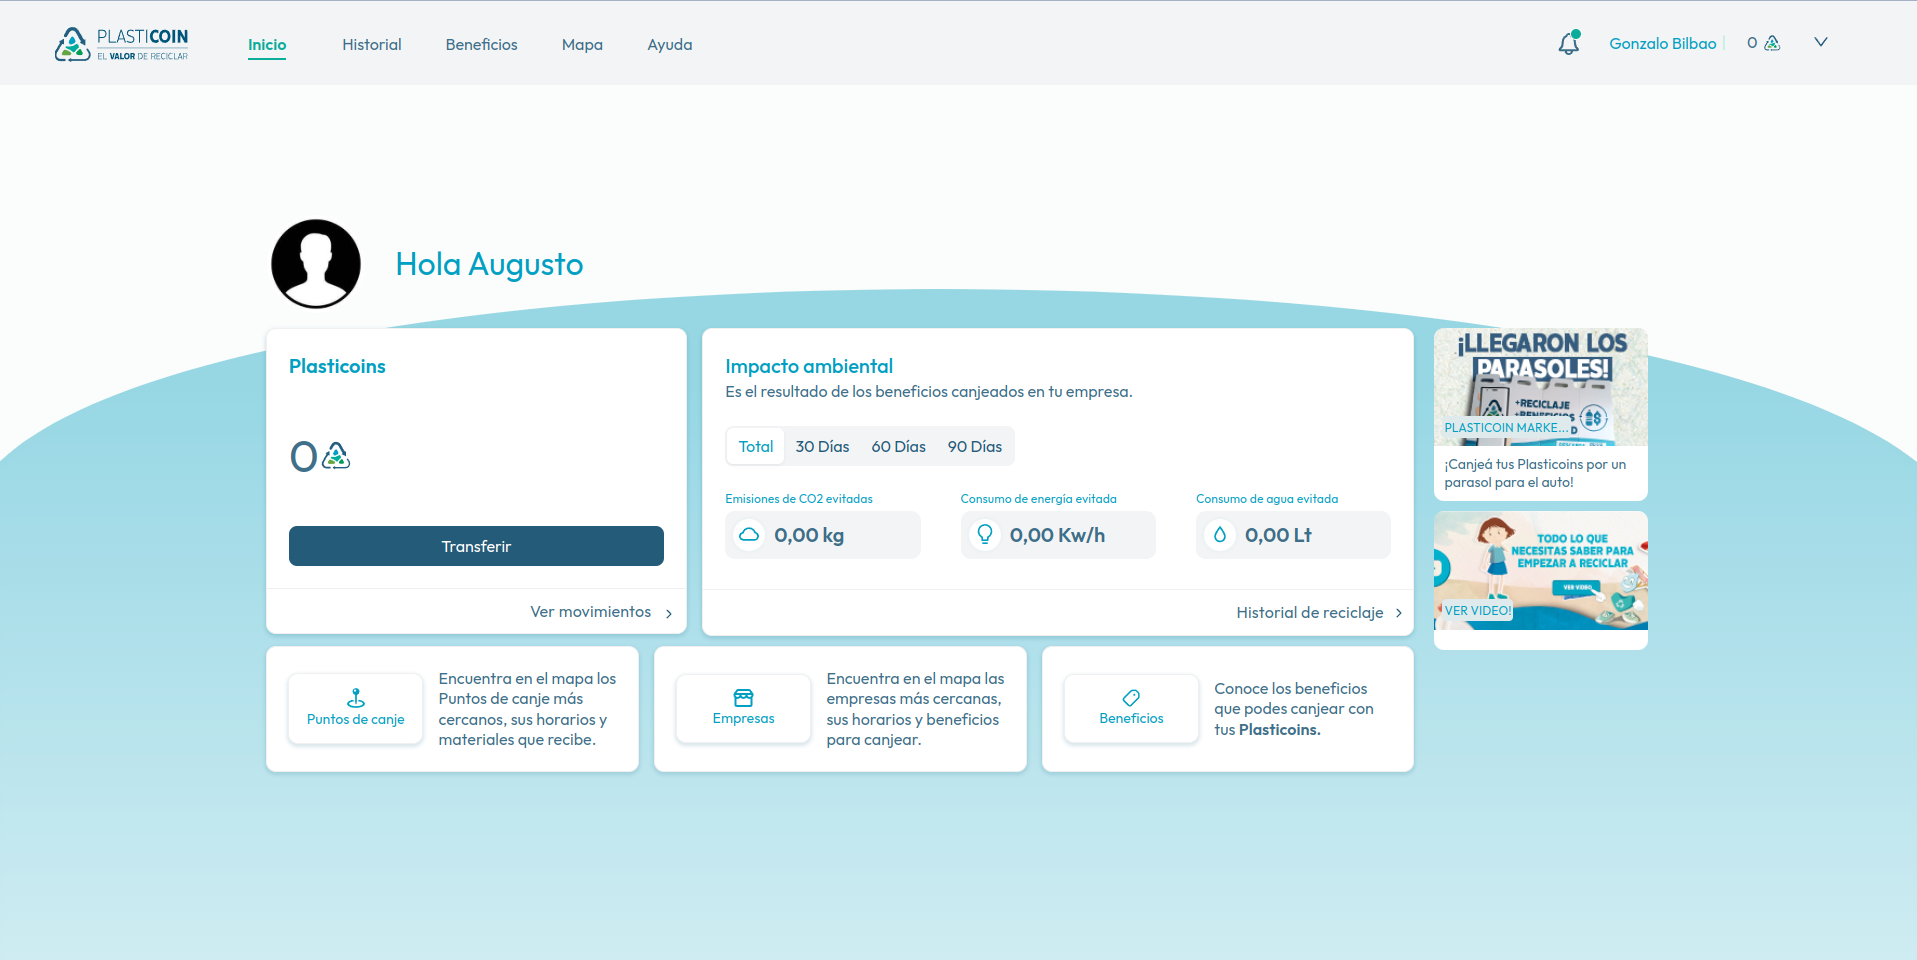 PLASTICOIN
EL VALOR DE RECICLAR
Inicio
Historial
Beneficios
Mapa
Ayuda
Gonzalo Bilbao
0
Hola Augusto
Plasticoins
0
Transferir
Ver movimientos
Impacto ambiental
Es el resultado de los beneficios canjeados en tu empresa.
Total
30 Días
60 Días
90 Días
Emisiones de CO2 evitadas
0,00 kg
Consumo de energía evitada
0,00 Kw/h
Consumo de agua evitada
0,00 Lt
Historial de reciclaje
¡LLEGARON LOS
PARASOLES!
+RECICLAJE
PLASTICOIN MARKE...
¡Canjeá tus Plasticoins por un
parasol para el auto!
TODO LO QUE
NECESITAS SABER PARA
EMPEZAR A RECICLAR
VER VIDEO
VER VIDEO!
Puntos de canje
Encuentra en el mapa los
Puntos de canje más
cercanos, sus horarios y
materiales que recibe.
Empresas
Encuentra en el mapa las
empresas más cercanas,
sus horarios y beneficios
para canjear.
Beneficios
Conoce los beneficios
que podes canjear con
tus Plasticoins.